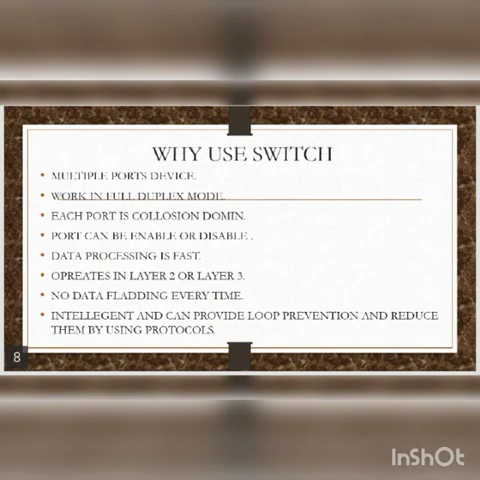 WHY USE SWITCH
• MULTIPLE PORTS DEVICE.
• WORK IN FULL DUPLEX MODE.
• EACH PORT IS COLLOSION DOMIN.
• PORT CAN BE ENABLE OR DISABLE .
• DATA PROCESSING IS FAST.
• OPREATES IN LAYER 2 OR LAYER 3.
• NO DATA FLADDING EVERY TIME.
• INTELLEGENT AND CAN PROVIDE LOOP PREVENTION AND REDUCE
THEM BY USING PROTOCOLS.
8
InShOt